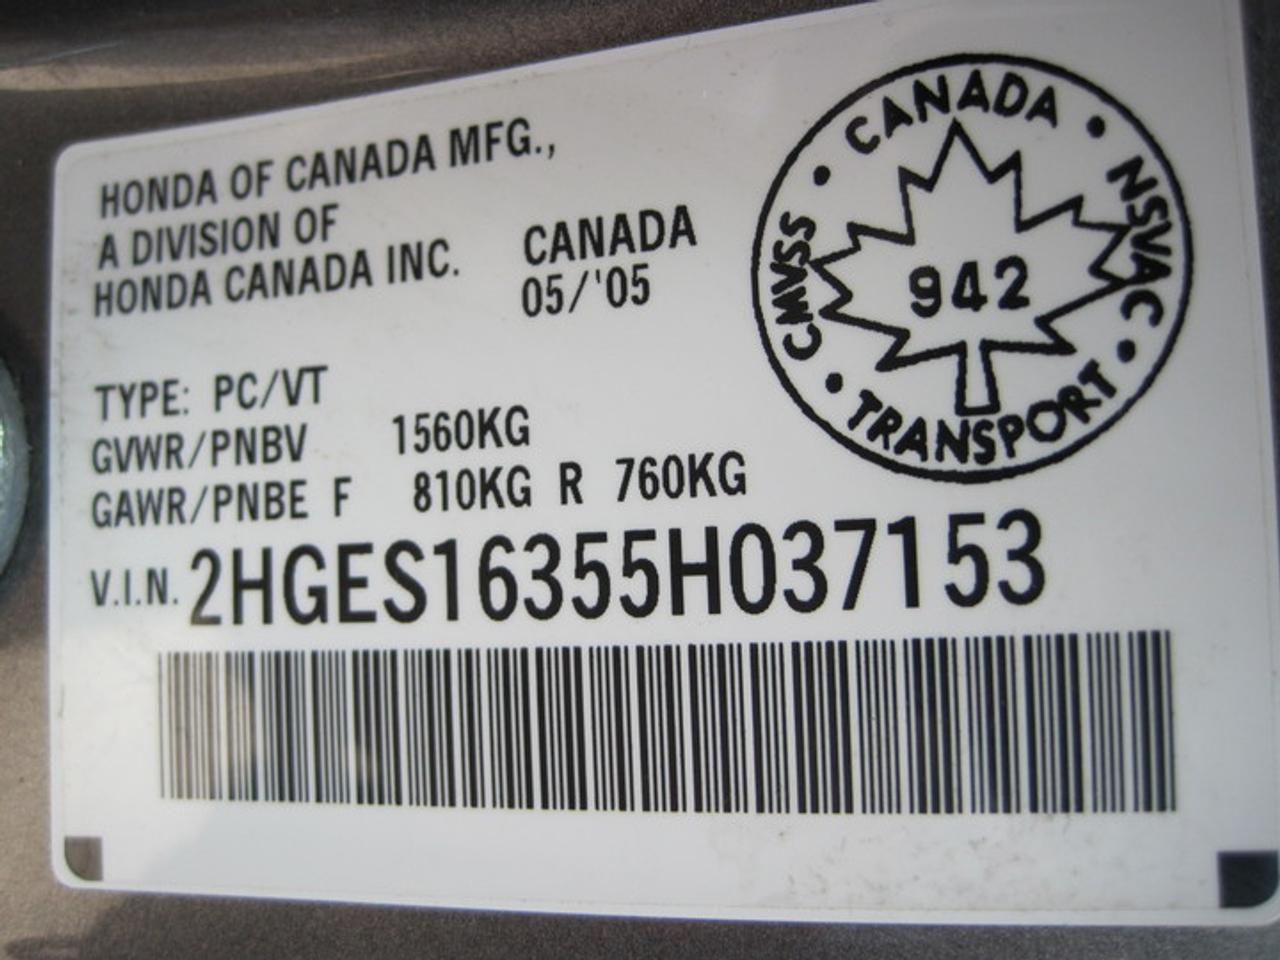 HONDA OF CANADA MFG.,
A DIVISION OF
HONDA CANADA INC.
CANADA
05/'05
CANADA
NSVAC
TRANSPORT
CMVSS
942
TYPE: PC/VT
GVWR/PNBV 1560KG
GAWR/PNBE F 810KG R 760KG
V.I.N. 2HGES16355H037153